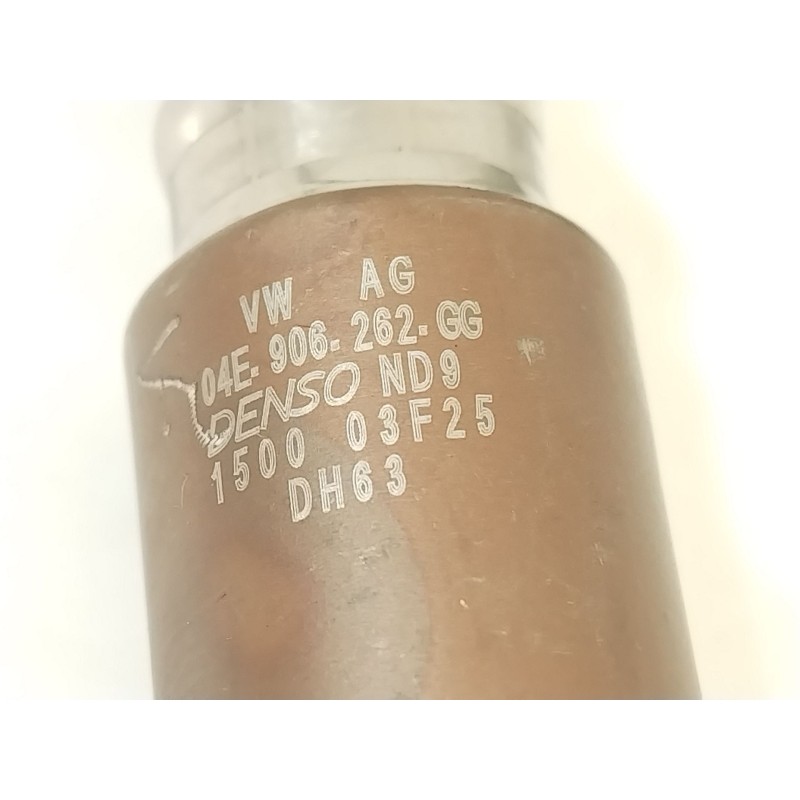 VW AG
04E.906.262.GG
DENSO ND9
1500 03F25
DH63